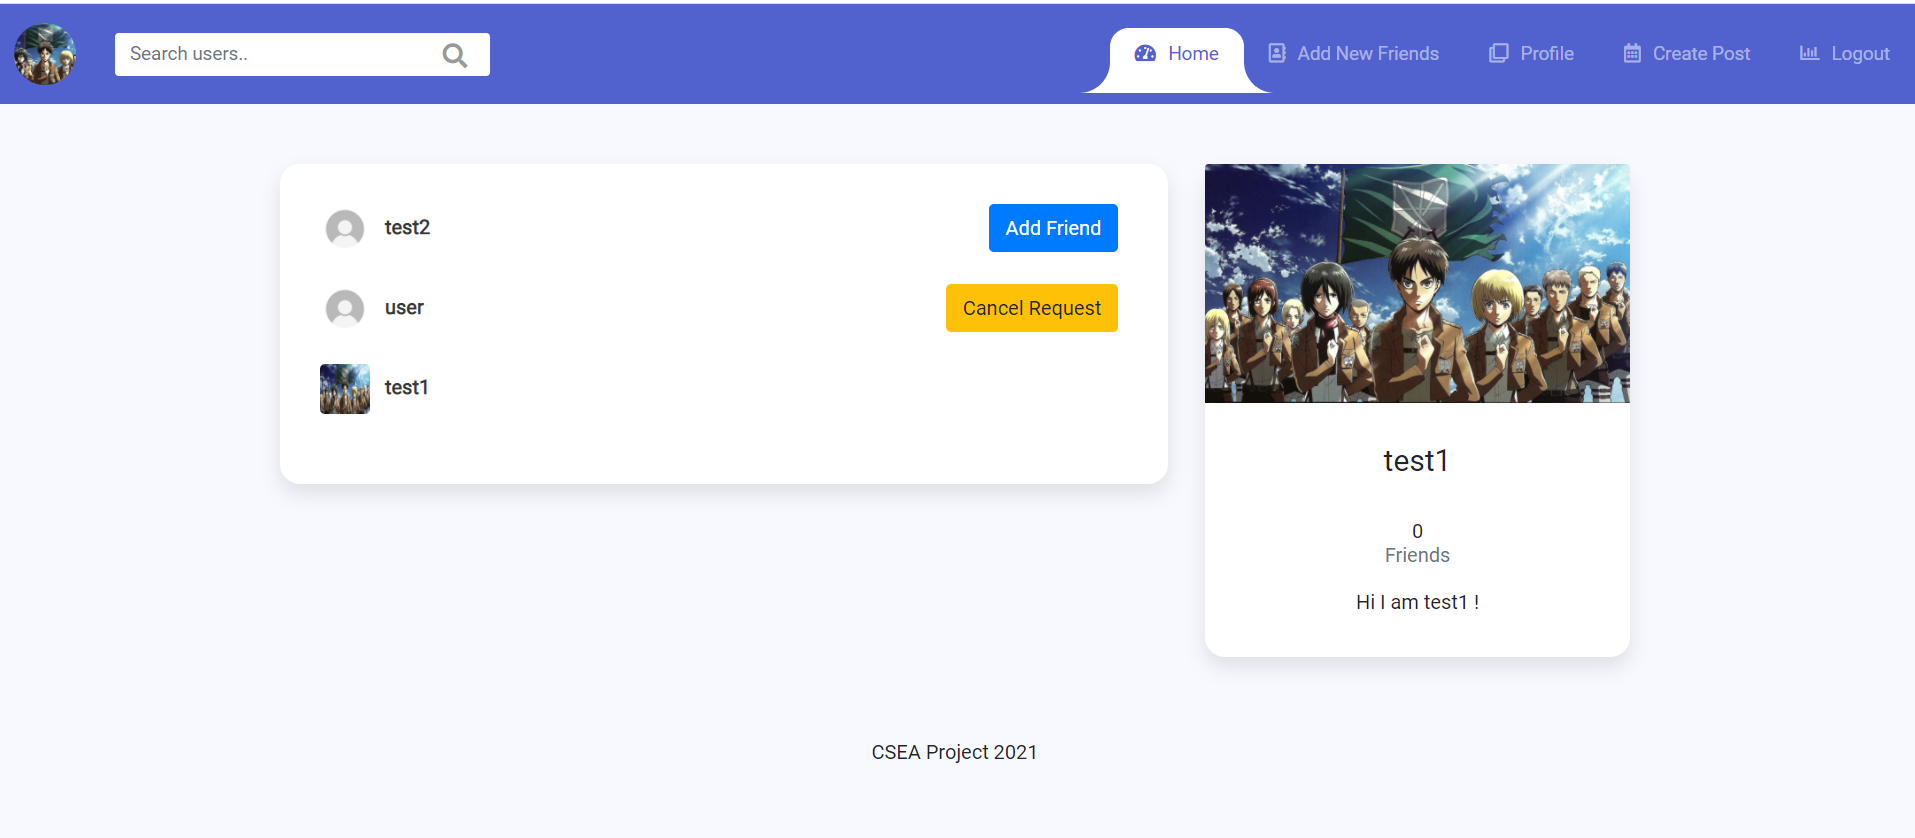 Search users..
Home
Add New Friends
Profile
Create Post
Logout
test2
Add Friend
user
Cancel Request
test1
test1
0
Friends
Hi I am test1 !
CSEA Project 2021